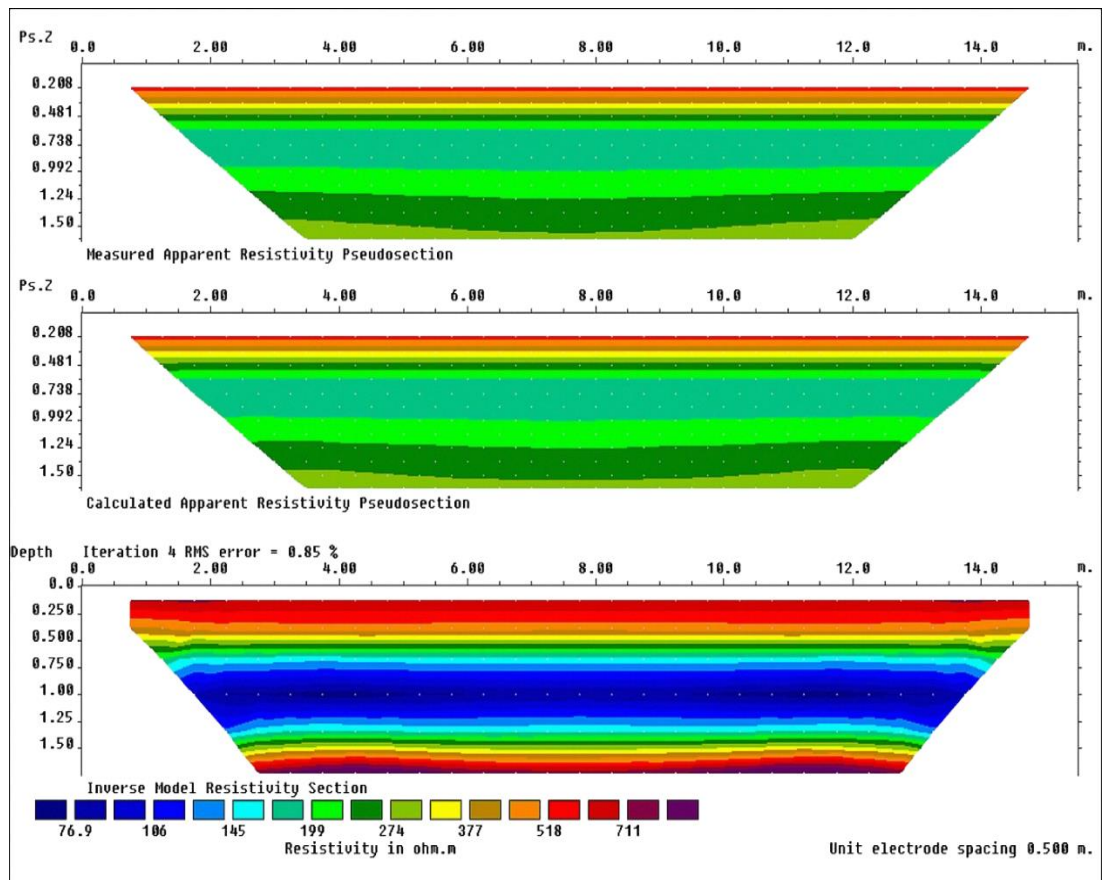 Ps.Z 0.0 2.00 4.00 6.00 8.00 10.0 12.0 14.0 m.
0.208
0.481
0.738
0.992
1.24
1.50
Measured Apparent Resistivity Pseudosection
Ps.Z 0.0 2.00 4.00 6.00 8.00 10.0 12.0 14.0 m.
0.208
0.481
0.738
0.992
1.24
1.50
Calculated Apparent Resistivity Pseudosection
Depth Iteration 4 RMS error = 0.85 %
0.0 2.00 4.00 6.00 8.00 10.0 12.0 14.0 m.
0.0
0.250
0.500
0.750
1.00
1.25
1.50
Inverse Model Resistivity Section
76.9 106 145 199 274 377 518 711
Resistivity in ohm.m Unit electrode spacing 0.500 m.